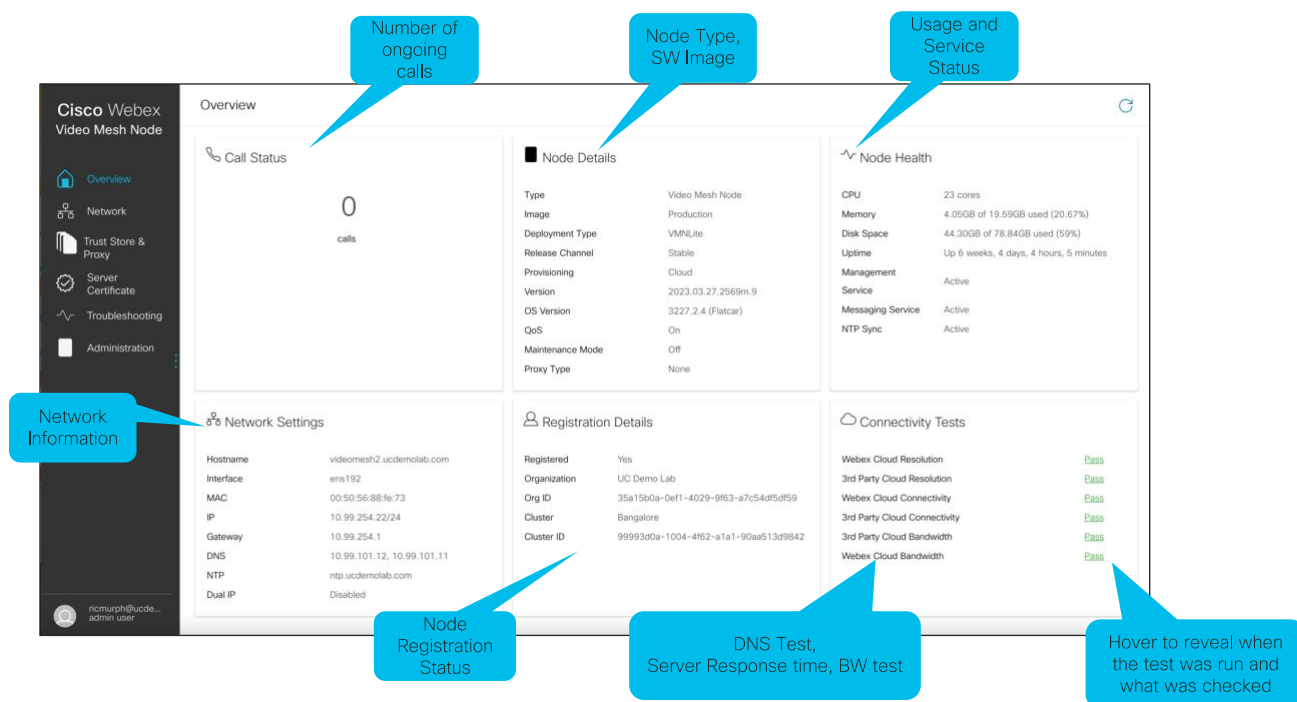 Number of
ongoing
calls
Node Type,
SW Image
Usage and
Service
Status
Cisco Webex
Video Mesh Node
Overview
Network
Trust Store &
Proxy
Server
Certificate
Troubleshooting
Administration
ricmurph@ucde...
admin user
Overview
Call Status
0
calls
Node Details
Type Video Mesh Node
Image Production
Deployment Type VMNLite
Release Channel Stable
Provisioning Cloud
Version 2023.03.27.2569m.9
OS Version 3227.2.4 (Flatcar)
QoS On
Maintenance Mode Off
Proxy Type None
Node Health
CPU 23 cores
Memory 4.05GB of 19.59GB used (20.67%)
Disk Space 44.30GB of 78.84GB used (59%)
Uptime Up 6 weeks, 4 days, 4 hours, 5 minutes
Management
Service Active
Messaging Service Active
NTP Sync Active
Network
Information
Network Settings
Hostname videomesh2.ucdemolab.com
Interface ens192
MAC 00:50:56:88:fe:73
IP 10.99.254.22/24
Gateway 10.99.254.1
DNS 10.99.101.12, 10.99.101.11
NTP ntp.ucdemolab.com
Dual IP Disabled
Registration Details
Registered Yes
Organization UC Demo Lab
Org ID 35a15b0a-0ef1-4029-9f63-a7c54df5df59
Cluster Bangalore
Cluster ID 99993d0a-1004-4f62-a1a1-90aa513d9842
Connectivity Tests
Webex Cloud Resolution Pass
3rd Party Cloud Resolution Pass
Webex Cloud Connectivity Pass
3rd Party Cloud Connectivity Pass
3rd Party Cloud Bandwidth Pass
Webex Cloud Bandwidth Pass
Node
Registration
Status
DNS Test,
Server Response time, BW test
Hover to reveal when
the test was run and
what was checked